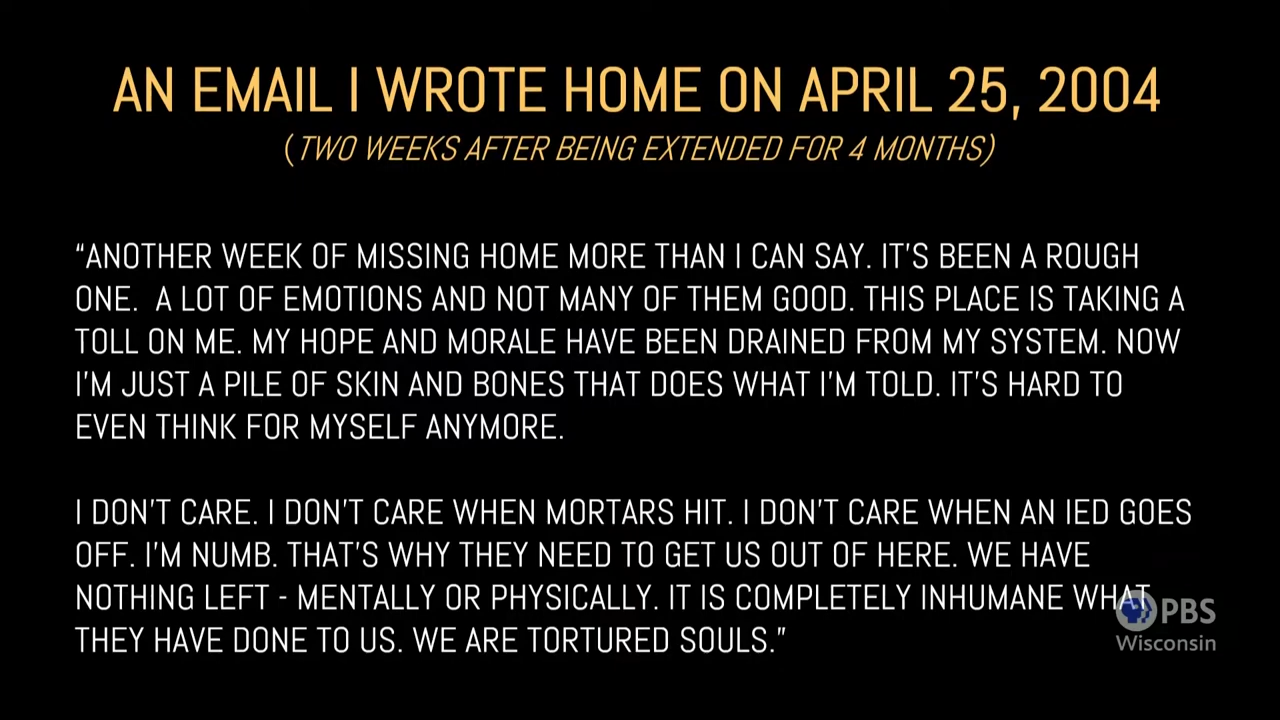 AN EMAIL I WROTE HOME ON APRIL 25, 2004
(TWO WEEKS AFTER BEING EXTENDED FOR 4 MONTHS)
“ANOTHER WEEK OF MISSING HOME MORE THAN I CAN SAY. IT’S BEEN A ROUGH
ONE.  A LOT OF EMOTIONS AND NOT MANY OF THEM GOOD. THIS PLACE IS TAKING A
TOLL ON ME. MY HOPE AND MORALE HAVE BEEN DRAINED FROM MY SYSTEM. NOW
I’M JUST A PILE OF SKIN AND BONES THAT DOES WHAT I’M TOLD. IT’S HARD TO
EVEN THINK FOR MYSELF ANYMORE.
I DON’T CARE. I DON’T CARE WHEN MORTARS HIT. I DON’T CARE WHEN AN IED GOES
OFF. I’M NUMB. THAT’S WHY THEY NEED TO GET US OUT OF HERE. WE HAVE
NOTHING LEFT - MENTALLY OR PHYSICALLY. IT IS COMPLETELY INHUMANE WHAT
THEY HAVE DONE TO US. WE ARE TORTURED SOULS.”
PBS
Wisconsin